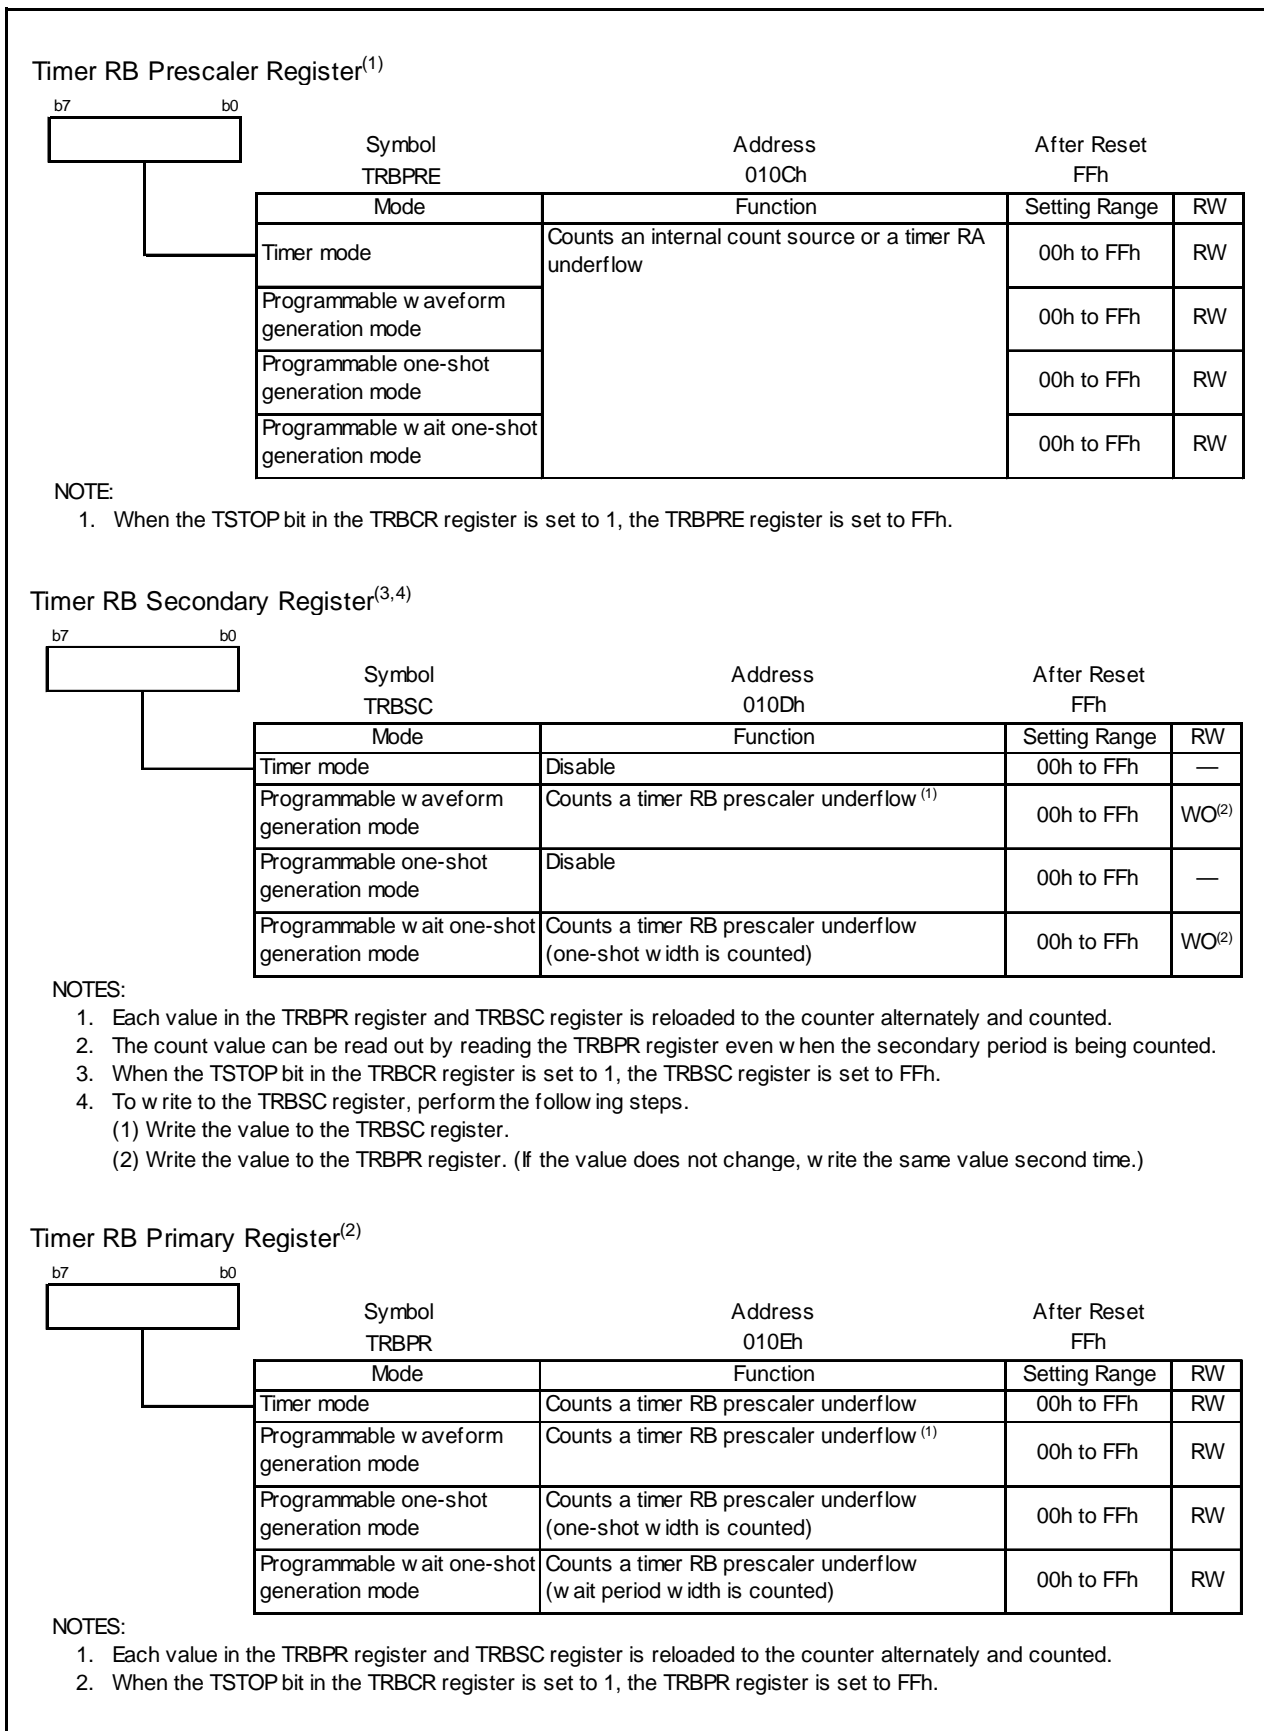 Timer RB Prescaler Register(1)
b7 b0
Symbol Address After Reset
TRBPRE 010Ch FFh
Mode Function Setting Range RW
Timer mode Counts an internal count source or a timer RA underflow 00h to FFh RW
Programmable waveform
generation mode 00h to FFh RW
Programmable one-shot
generation mode 00h to FFh RW
Programmable wait one-shot
generation mode 00h to FFh RW
NOTE:
1. When the TSTOP bit in the TRBCR register is set to 1, the TRBPRE register is set to FFh.
Timer RB Secondary Register(3,4)
b7 b0
Symbol Address After Reset
TRBSC 010Dh FFh
Mode Function Setting Range RW
Timer mode Disable 00h to FFh —
Programmable waveform Counts a timer RB prescaler underflow(1)
generation mode 00h to FFh WO(2)
Programmable one-shot Disable
generation mode 00h to FFh —
Programmable wait one-shot Counts a timer RB prescaler underflow
generation mode (one-shot width is counted) 00h to FFh WO(2)
NOTES:
1. Each value in the TRBPR register and TRBSC register is reloaded to the counter alternately and counted.
2. The count value can be read out by reading the TRBPR register even when the secondary period is being counted.
3. When the TSTOP bit in the TRBCR register is set to 1, the TRBSC register is set to FFh.
4. To write to the TRBSC register, perform the following steps.
(1) Write the value to the TRBSC register.
(2) Write the value to the TRBPR register. (If the value does not change, write the same value second time.)
Timer RB Primary Register(2)
b7 b0
Symbol Address After Reset
TRBPR 010Eh FFh
Mode Function Setting Range RW
Timer mode Counts a timer RB prescaler underflow 00h to FFh RW
Programmable waveform Counts a timer RB prescaler underflow(1)
generation mode 00h to FFh RW
Programmable one-shot Counts a timer RB prescaler underflow
generation mode (one-shot width is counted) 00h to FFh RW
Programmable wait one-shot Counts a timer RB prescaler underflow
generation mode (wait period width is counted) 00h to FFh RW
NOTES:
1. Each value in the TRBPR register and TRBSC register is reloaded to the counter alternately and counted.
2. When the TSTOP bit in the TRBCR register is set to 1, the TRBPR register is set to FFh.